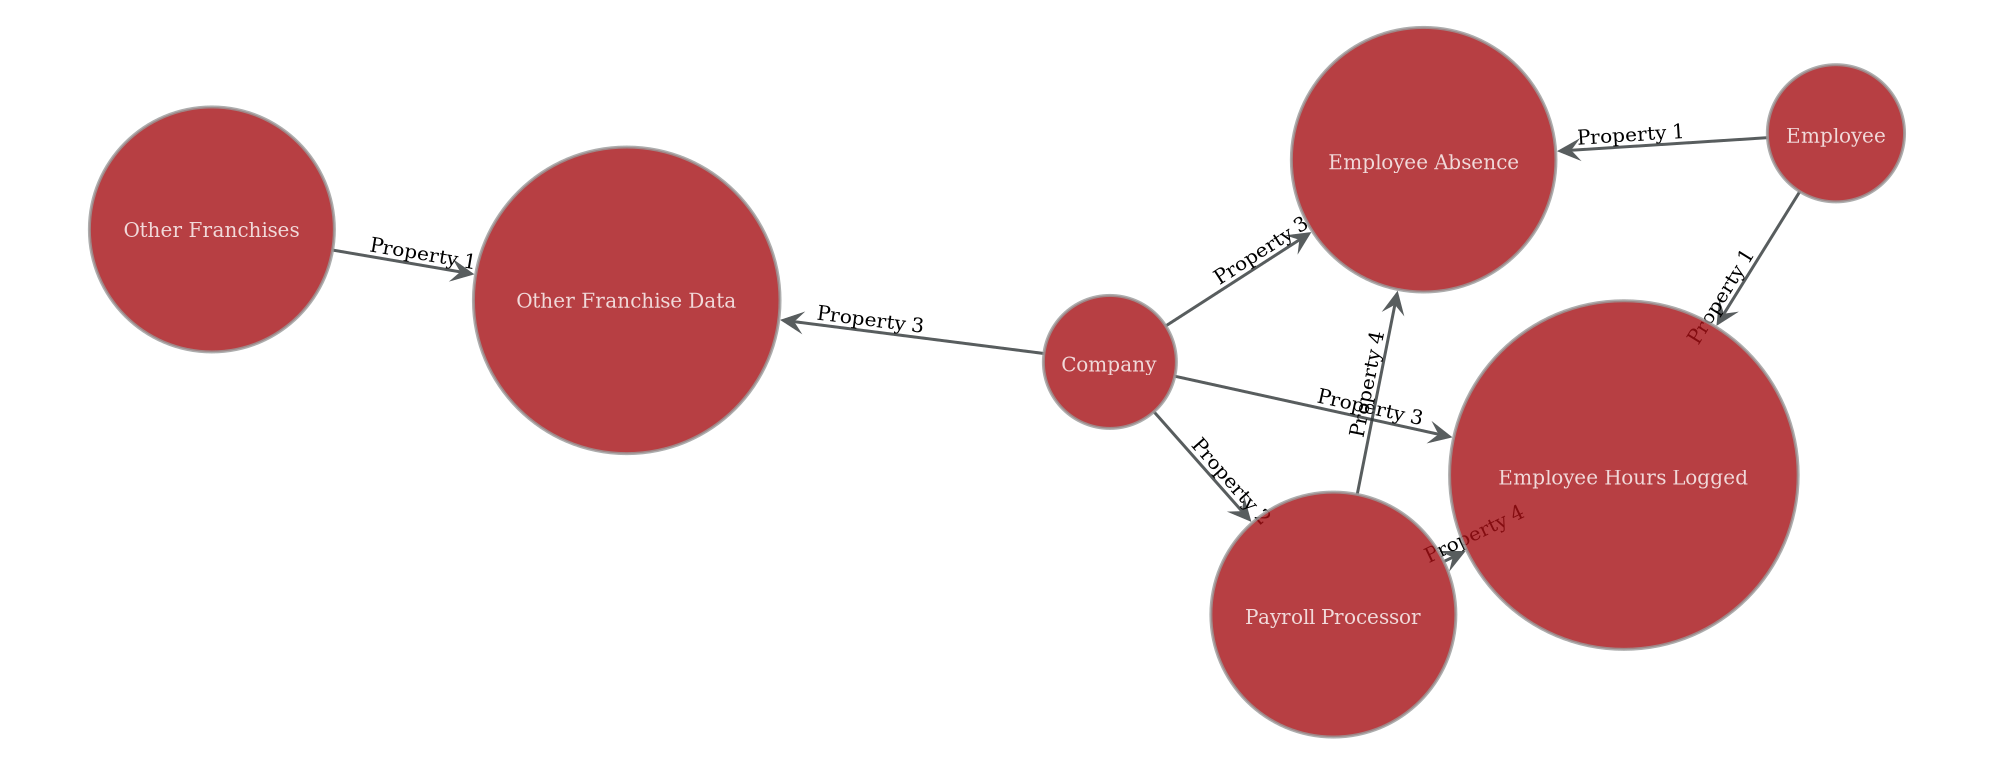 Other Franchises
Property 1
Other Franchise Data
Property 3
Company
Property 3
Employee Absence
Property 1
Employee
Property 1
Property 4
Property 3
Property 2
Employee Hours Logged
Property 4
Payroll Processor